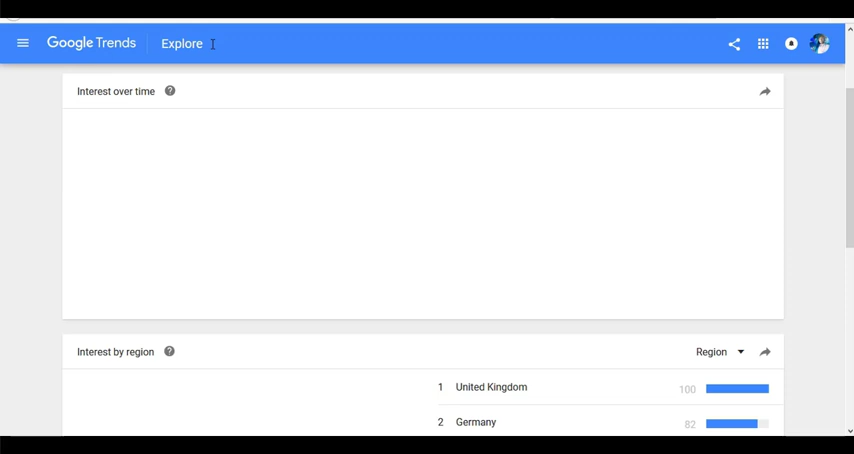 Google Trends Explore
Interest over time ?
Interest by region ? Region
1 United Kingdom 100
2 Germany 82